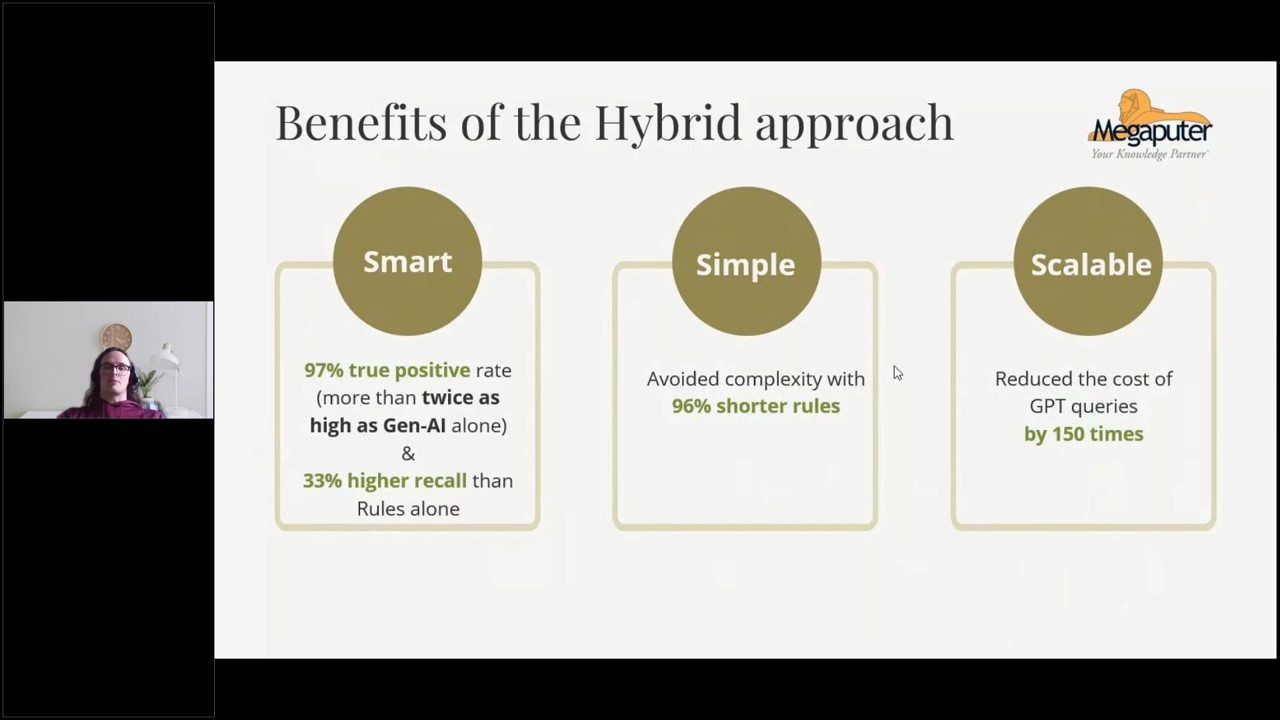 Benefits of the Hybrid approach
Megaputer
Your Knowledge Partner
Smart
97% true positive rate
(more than twice as
high as Gen-AI alone)
&
33% higher recall than
Rules alone
Simple
Avoided complexity with
96% shorter rules
Scalable
Reduced the cost of
GPT queries
by 150 times